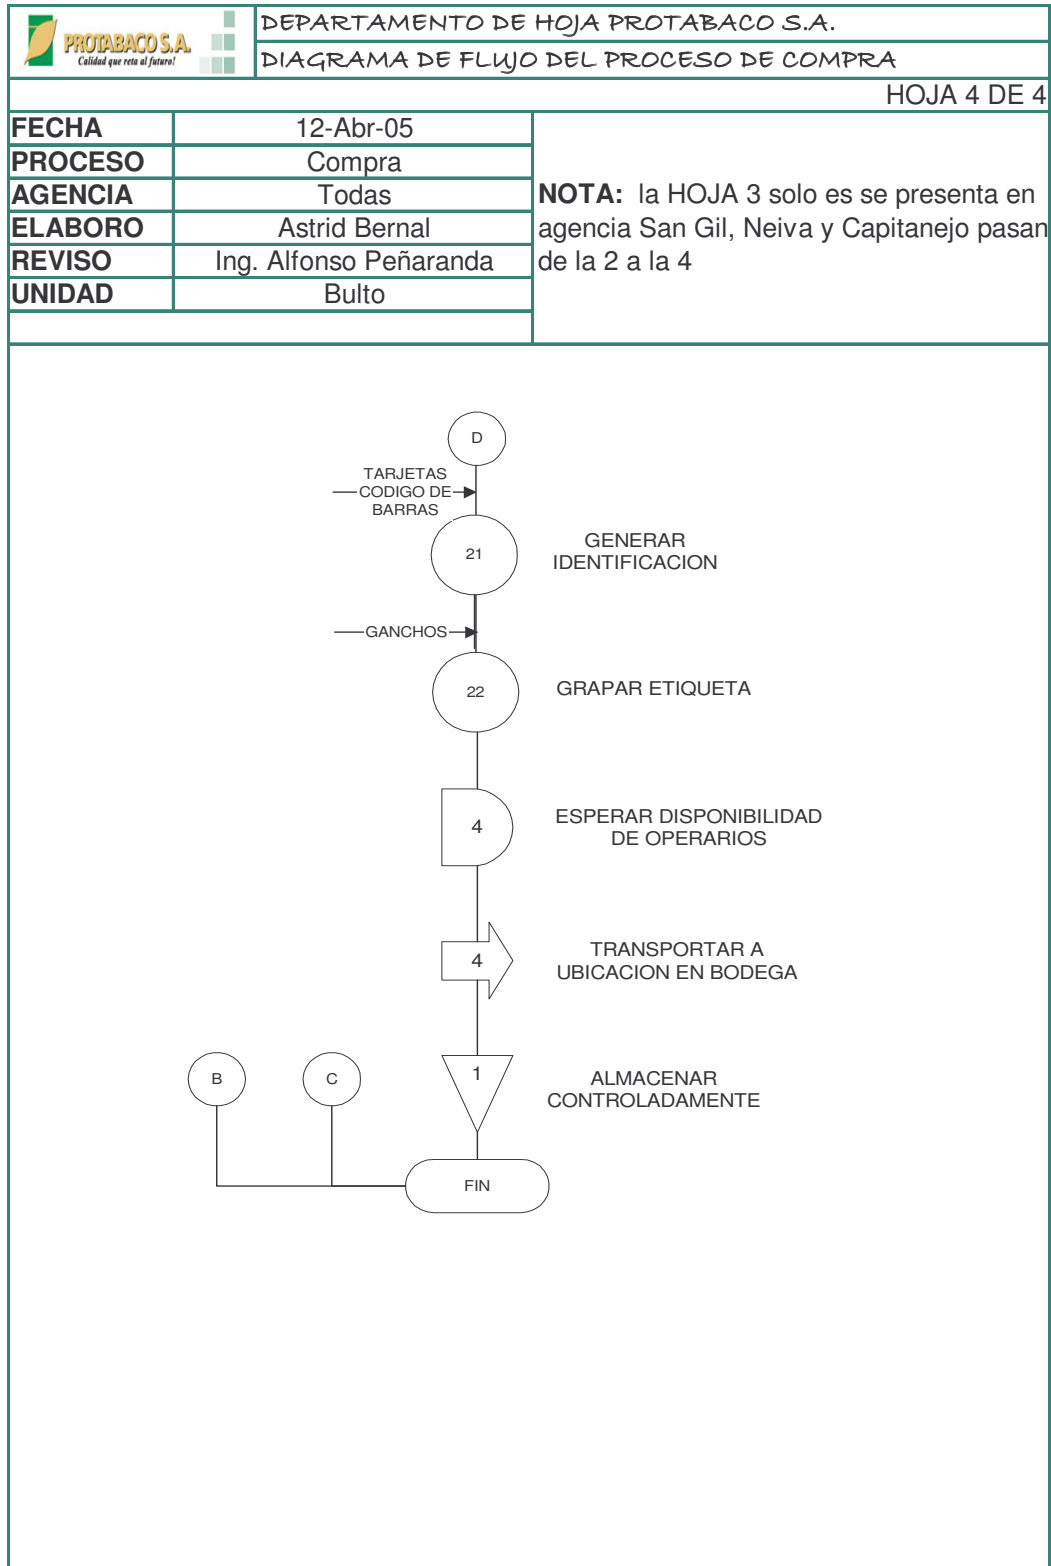 PROTABACO S.A.
Calidad que reta al futuro!
DEPARTAMENTO DE HOJA PROTABACO S.A.
DIAGRAMA DE FLUJO DEL PROCESO DE COMPRA
HOJA 4 DE 4
FECHA 12-Abr-05
PROCESO Compra
AGENCIA Todas
ELABORO Astrid Bernal
REVISO Ing. Alfonso Peñaranda
UNIDAD Bulto
NOTA: la HOJA 3 solo es se presenta en
agencia San Gil, Neiva y Capitanejo pasan
de la 2 a la 4
D
TARJETAS
CODIGO DE
BARRAS
21
GENERAR
IDENTIFICACION
GANCHOS
22
GRAPAR ETIQUETA
4
ESPERAR DISPONIBILIDAD
DE OPERARIOS
4
TRANSPORTAR A
UBICACION EN BODEGA
B
C
1
ALMACENAR
CONTROLADAMENTE
FIN